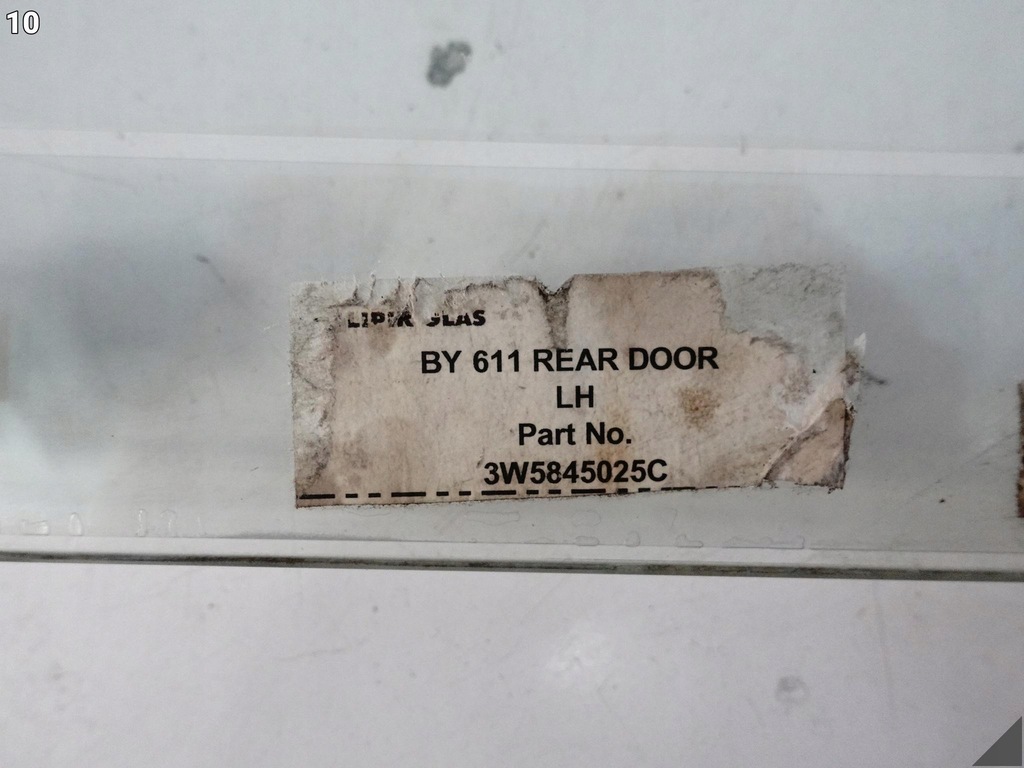 10
BY 611 REAR DOOR
LH
Part No.
3W5845025C